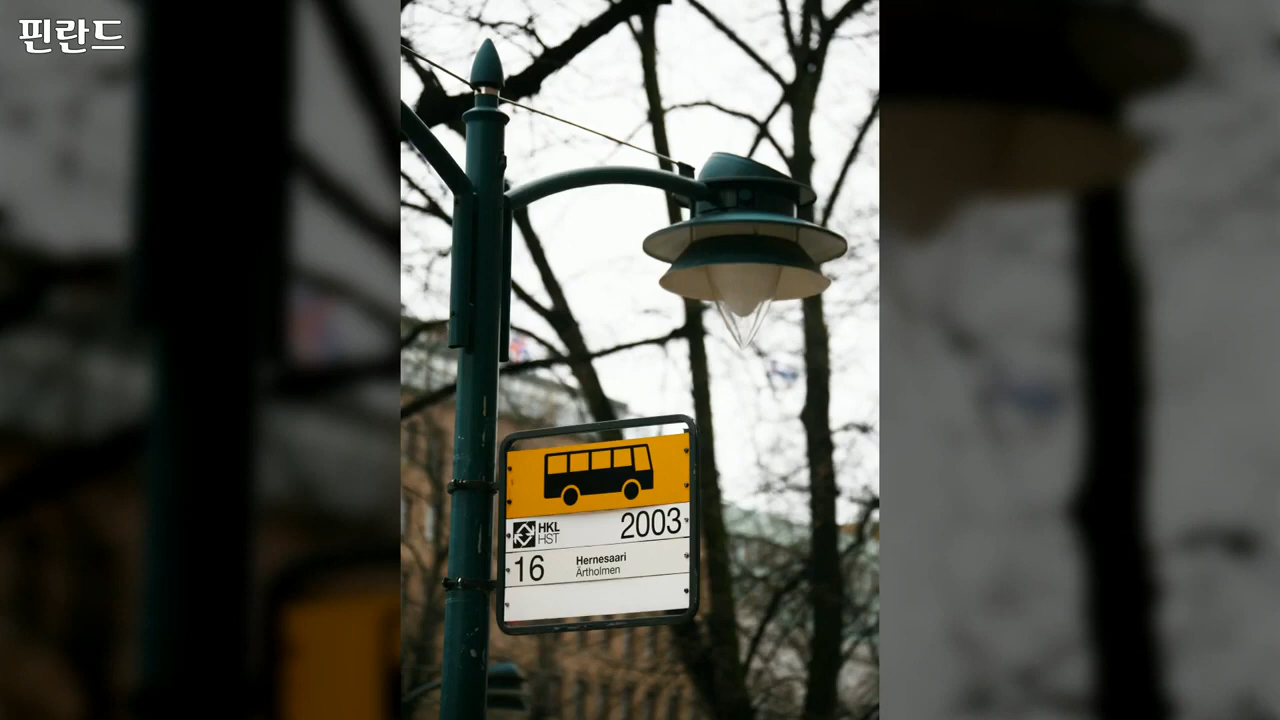 핀란드
HKL
HST
2003
16
Hernesaari
Ärtholmen